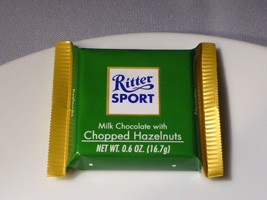 Ritter
SPORT
Milk Chocolate with
Chopped Hazelnuts
NET WT. 0.6 OZ. (16.7g)